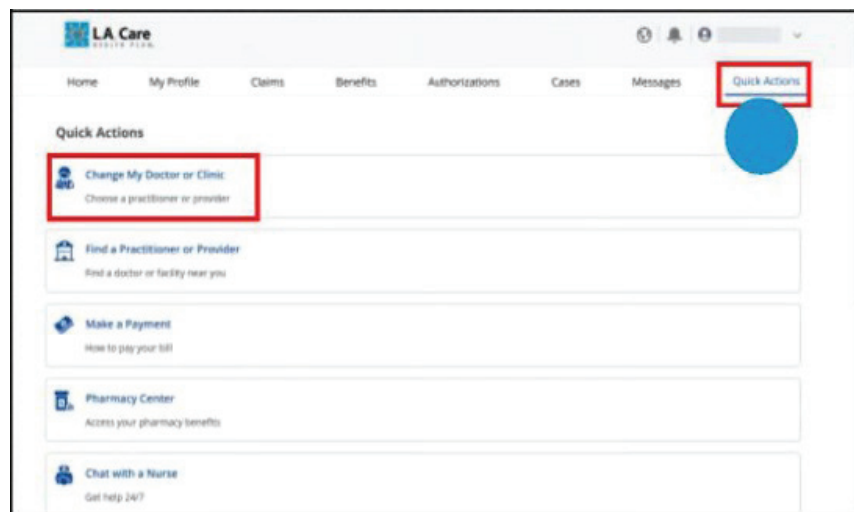 L.A. Care
HEALTH PLAN
Home My Profile Claims Benefits Authorizations Cases Messages Quick Actions
Quick Actions
Change My Doctor or Clinic
Choose a practitioner or provider
Find a Practitioner or Provider
Find a doctor or facility near you
Make a Payment
How to pay your bill
Pharmacy Center
Access your pharmacy benefits
Chat with a Nurse
Get help 24/7